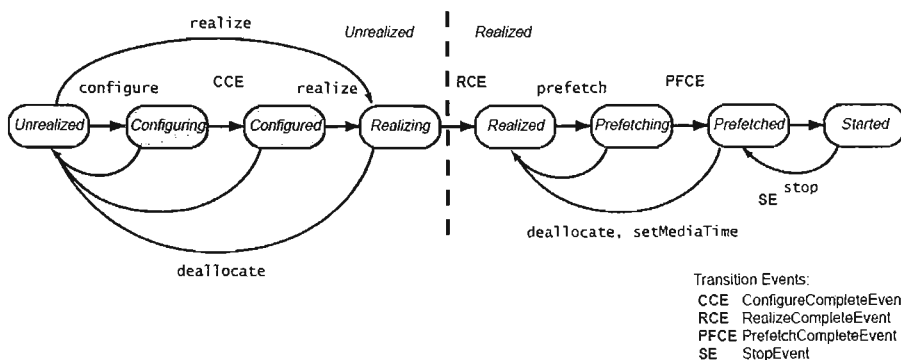 realize
Unrealized
Realized
configure
CCE
realize
RCE
prefetch
PFCE
Unrealized
Configuring
Configured
Realizing
Realized
Prefetching
Prefetched
Started
SE
stop
deallocate, setMediaTime
deallocate
Transition Events:
CCE ConfigureCompleteEven
RCE RealizeCompleteEvent
PFCE PrefetchCompleteEvent
SE StopEvent